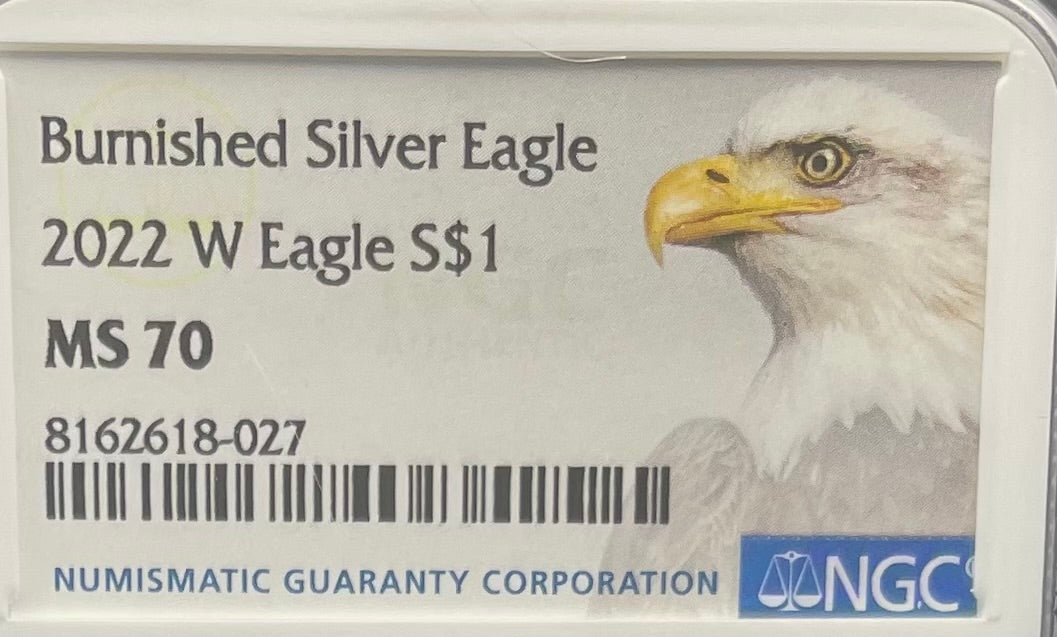 Burnished Silver Eagle
2022 W Eagle S$1
MS 70
8162618-027
NUMISMATIC GUARANTY CORPORATION
NGC